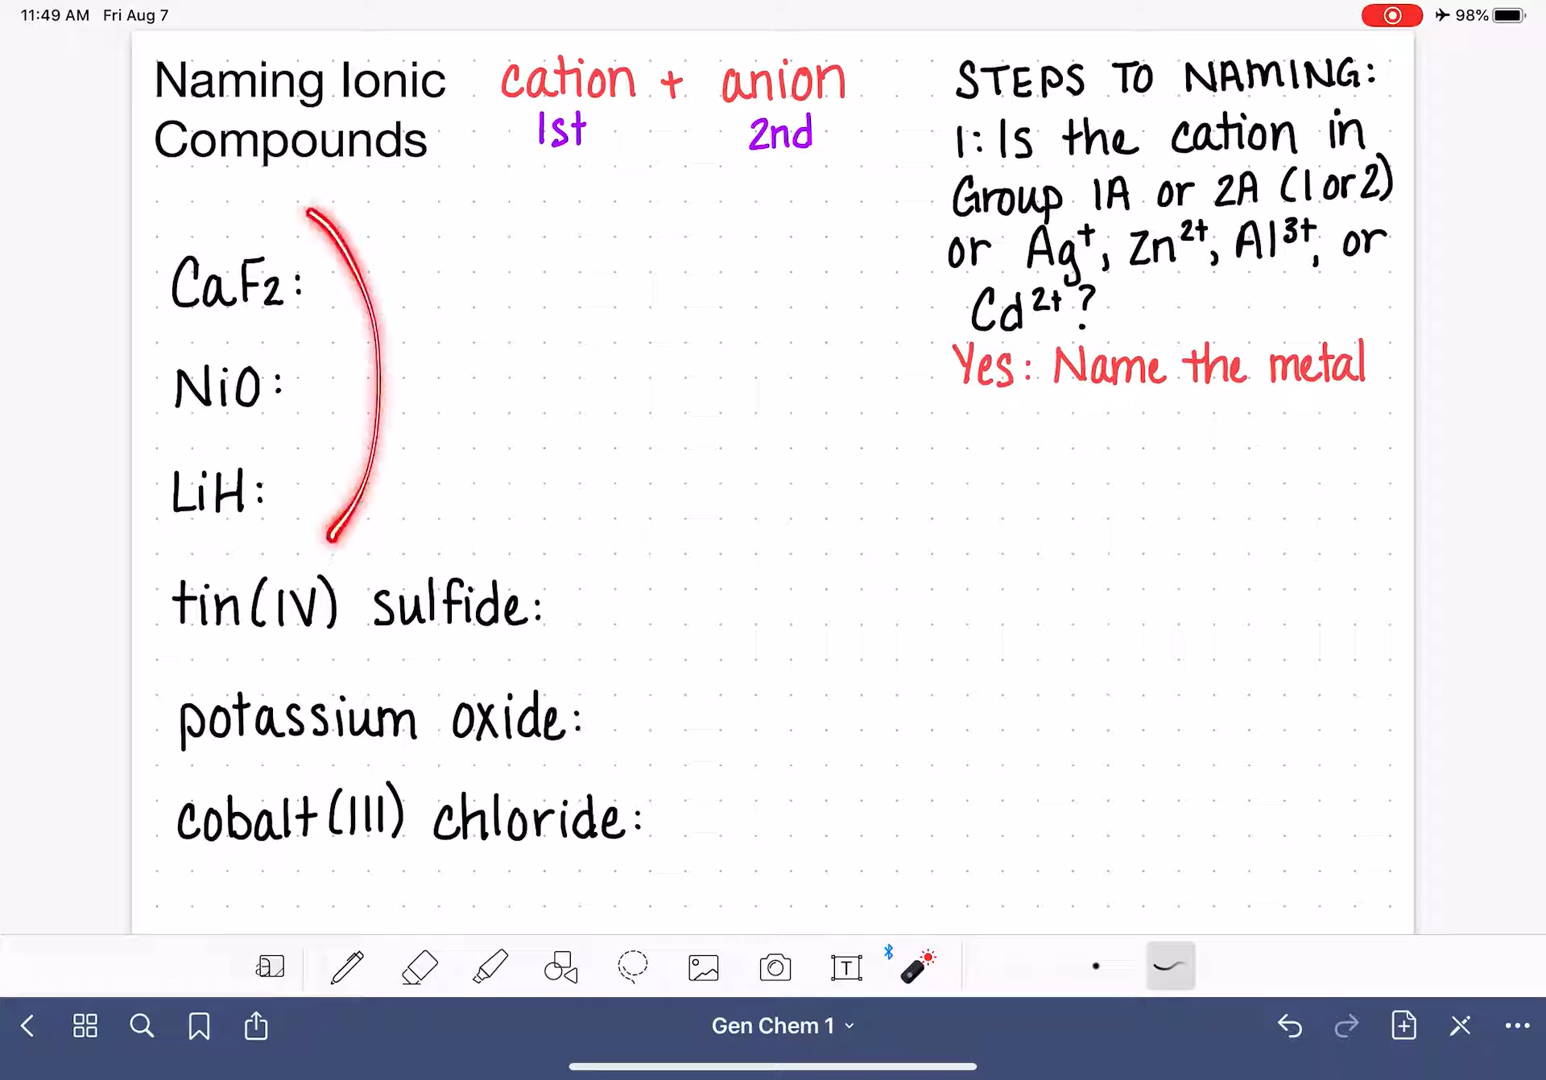 11:49 AM Fri Aug 7
98%
Naming Ionic
Compounds
cation + anion
1st 2nd
CaF2:
NiO:
LiH:
tin(IV) sulfide:
potassium oxide:
cobalt(III) chloride:
STEPS TO NAMING:
1: Is the cation in
Group 1A or 2A (1 or 2)
or Ag⁺, Zn²⁺, Al³⁺, or
Cd²⁺?
Yes: Name the metal
a
T
Gen Chem 1